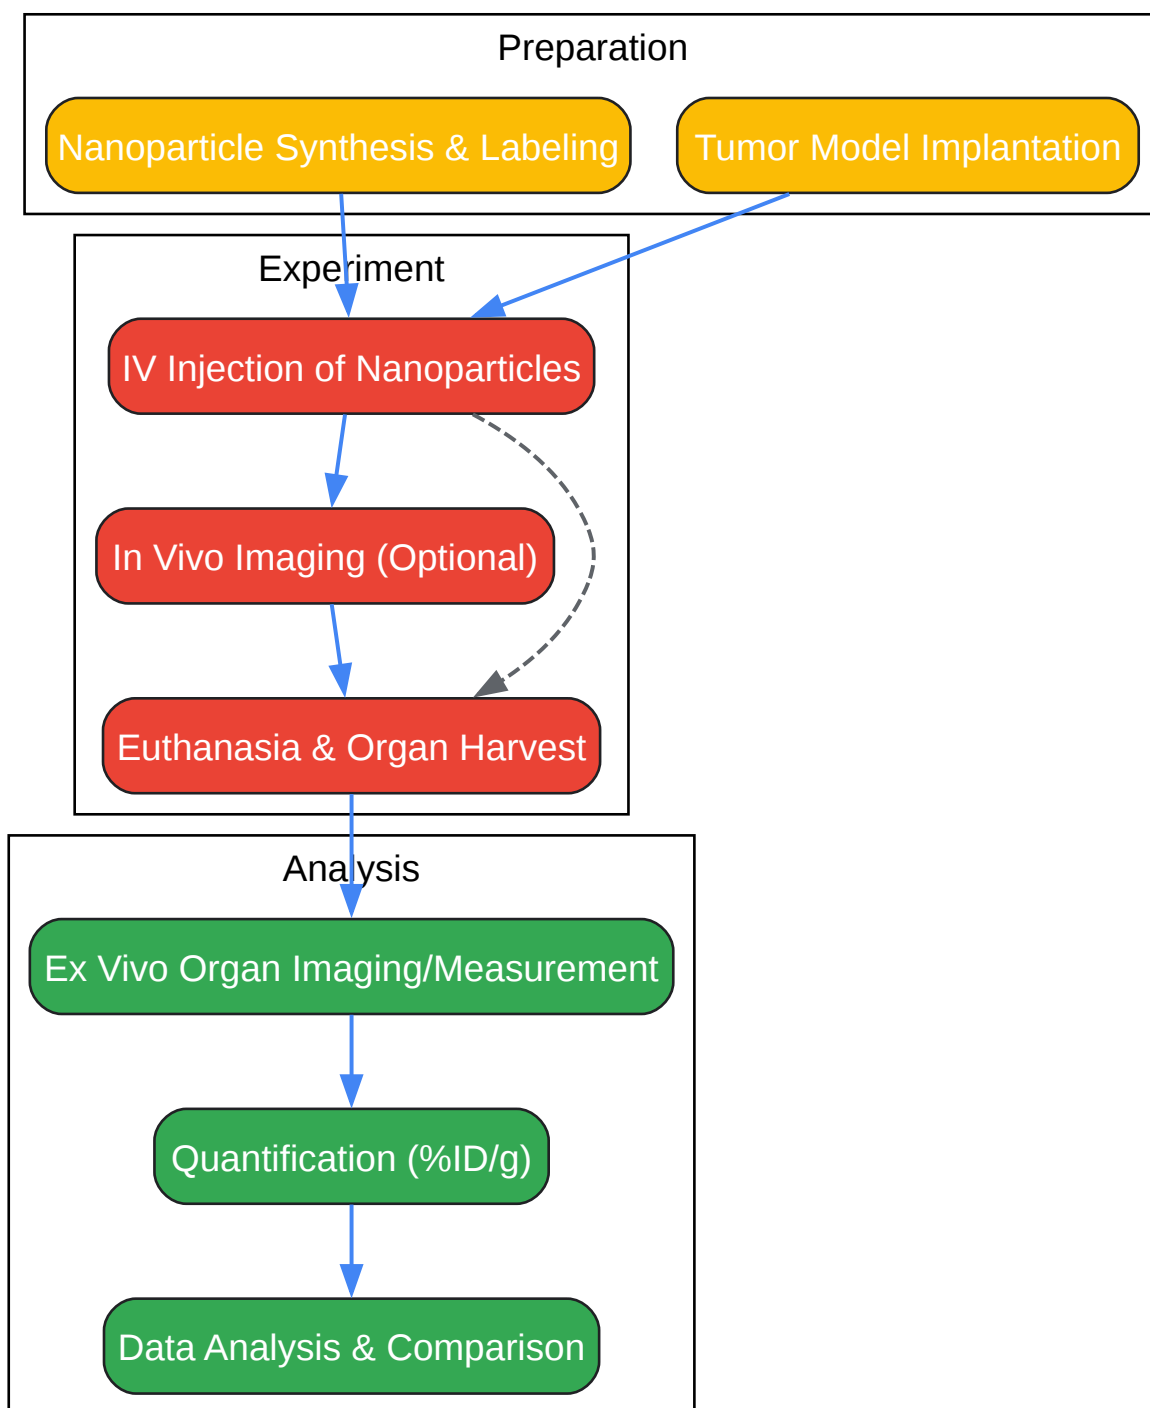 Preparation
Nanoparticle Synthesis & Labeling
Tumor Model Implantation
Experiment
IV Injection of Nanoparticles
In Vivo Imaging (Optional)
Euthanasia & Organ Harvest
Analysis
Ex Vivo Organ Imaging/Measurement
Quantification (%ID/g)
Data Analysis & Comparison